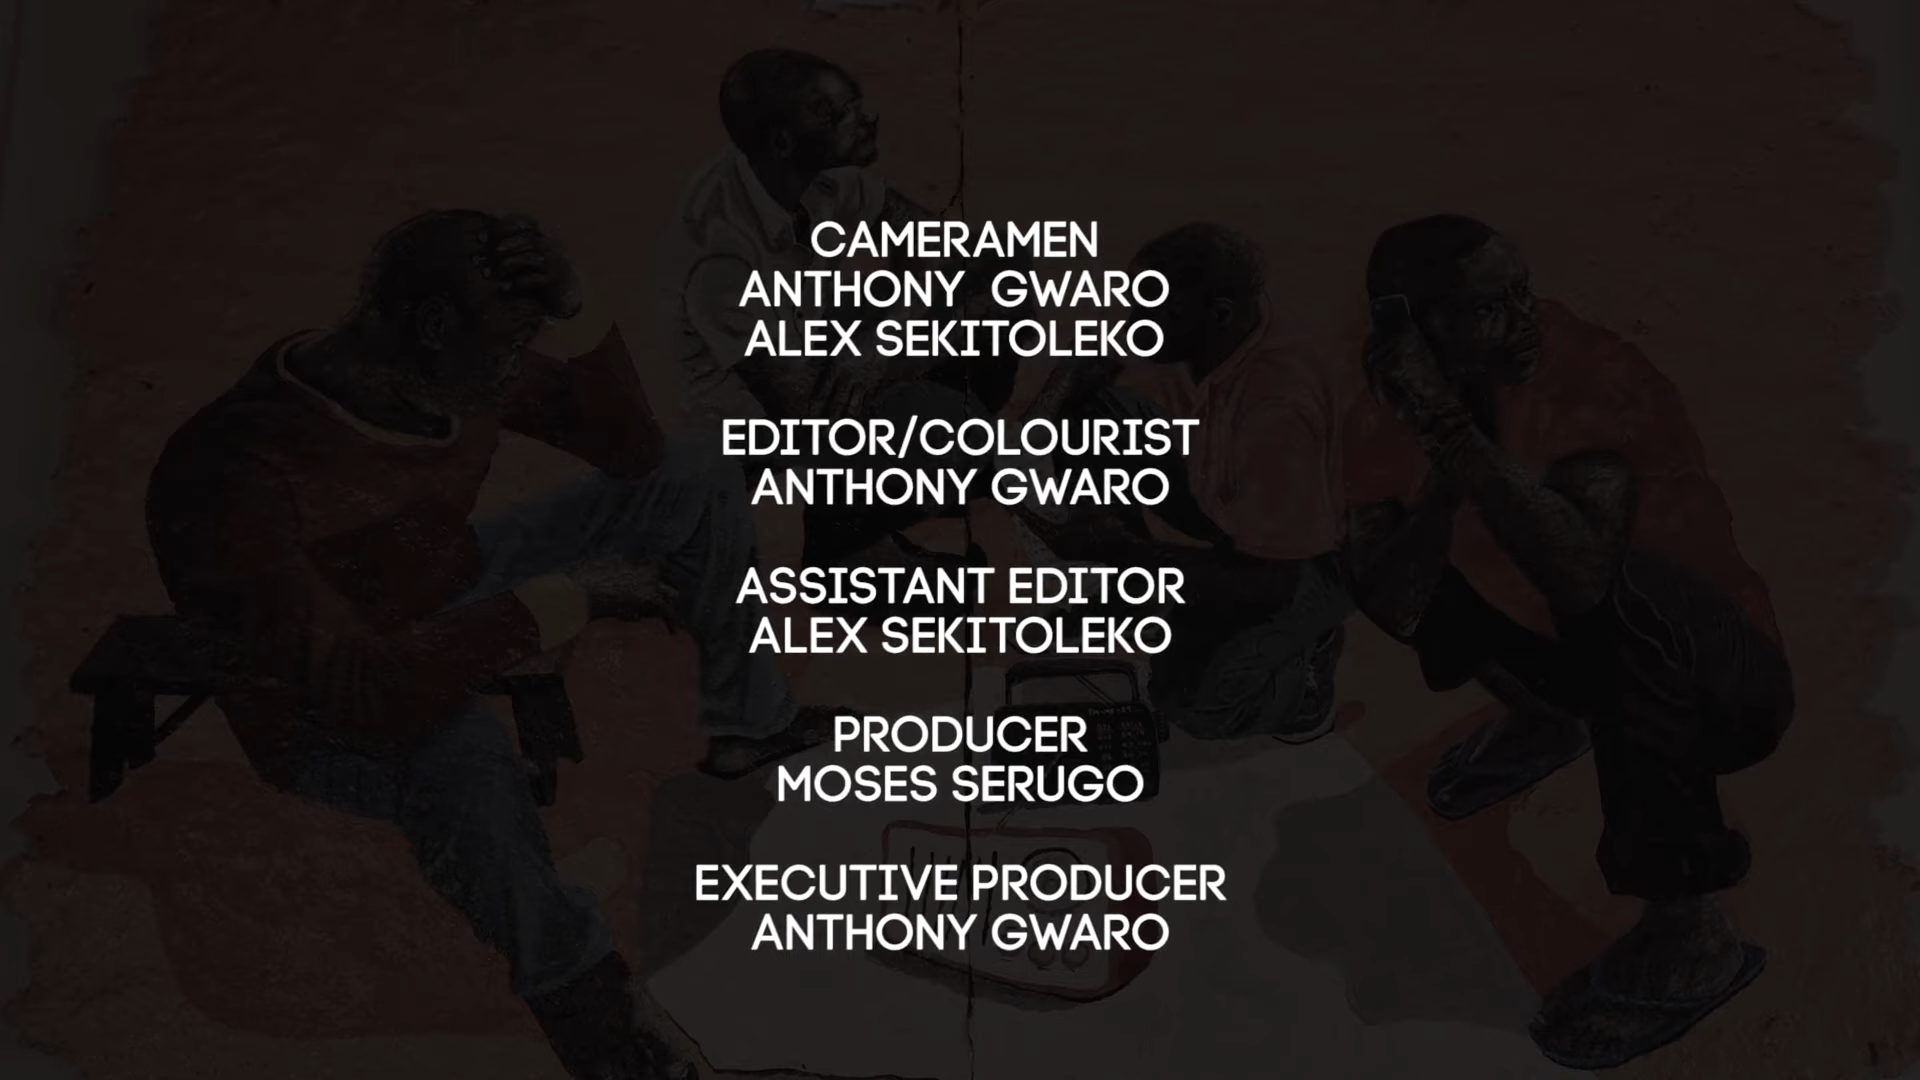 CAMERAMEN
ANTHONY GWARO
ALEX SEKITOLEKO
EDITOR/COLOURIST
ANTHONY GWARO
ASSISTANT EDITOR
ALEX SEKITOLEKO
PRODUCER
MOSES SERUGO
EXECUTIVE PRODUCER
ANTHONY GWARO